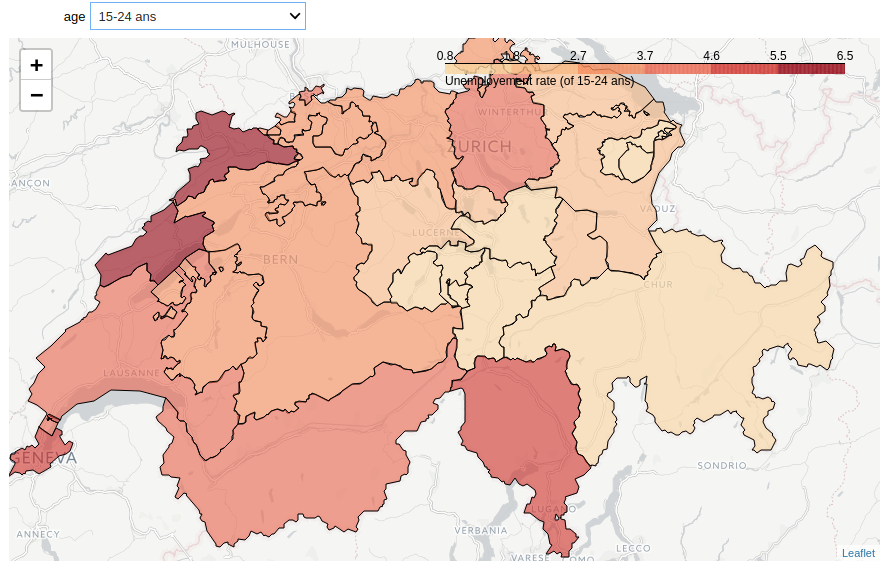 age 15-24 ans
MULHOUSE
+
−
0.8 1.8 2.7 3.7 4.6 5.5 6.5
Unemployement rate (of 15-24 ans)
WINTERTHUR
ZURICH
ANÇON
VADUZ
LUCERNE
BERN
CHUR
LAUSANNE
GENEVA
SONDRIO
LUGANO
ANNECY
VERBANIA
LECCO
VARESE COMO
Leaflet